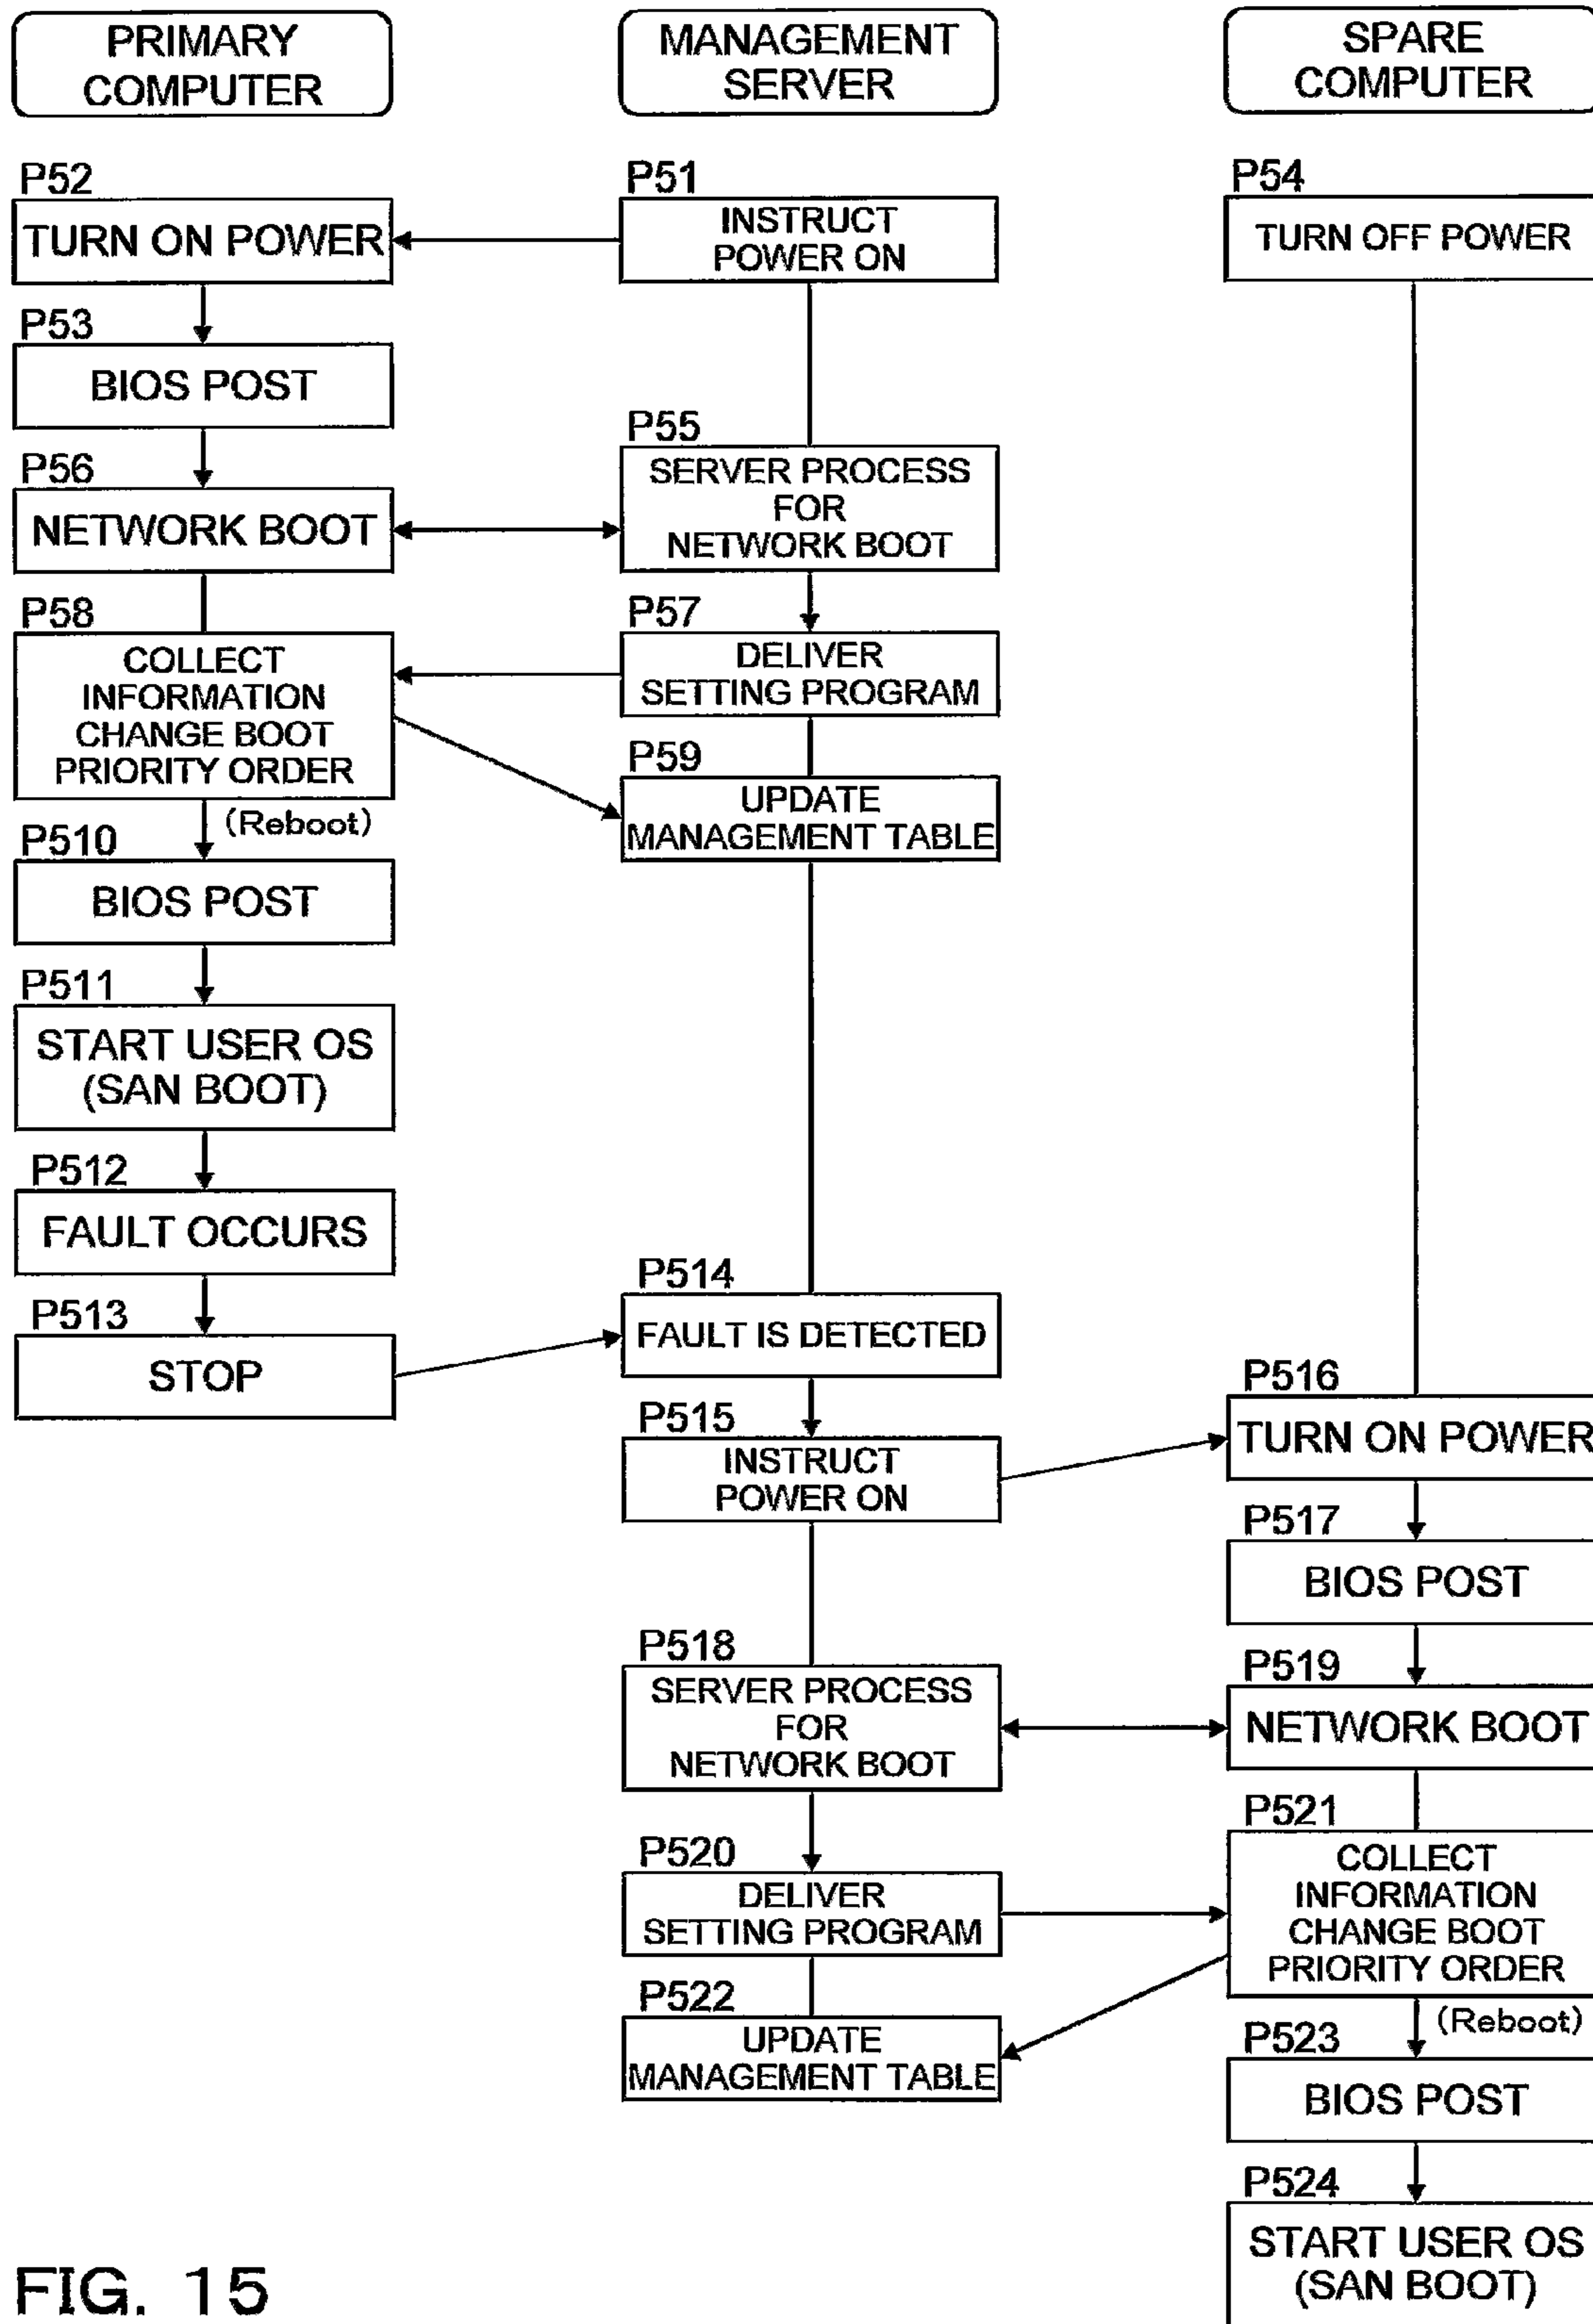 PRIMARY
COMPUTER
MANAGEMENT
SERVER
SPARE
COMPUTER
P52
TURN ON POWER
P51
INSTRUCT
POWER ON
P54
TURN OFF POWER
P53
BIOS POST
P55
SERVER PROCESS
FOR
NETWORK BOOT
P56
NETWORK BOOT
P57
DELIVER
SETTING PROGRAM
P58
COLLECT
INFORMATION
CHANGE BOOT
PRIORITY ORDER
(Reboot)
P59
UPDATE
MANAGEMENT TABLE
P510
BIOS POST
P511
START USER OS
(SAN BOOT)
P512
FAULT OCCURS
P513
STOP
P514
FAULT IS DETECTED
P515
INSTRUCT
POWER ON
P516
TURN ON POWER
P517
BIOS POST
P518
SERVER PROCESS
FOR
NETWORK BOOT
P519
NETWORK BOOT
P520
DELIVER
SETTING PROGRAM
P521
COLLECT
INFORMATION
CHANGE BOOT
PRIORITY ORDER
(Reboot)
P522
UPDATE
MANAGEMENT TABLE
P523
BIOS POST
P524
START USER OS
(SAN BOOT)
FIG. 15